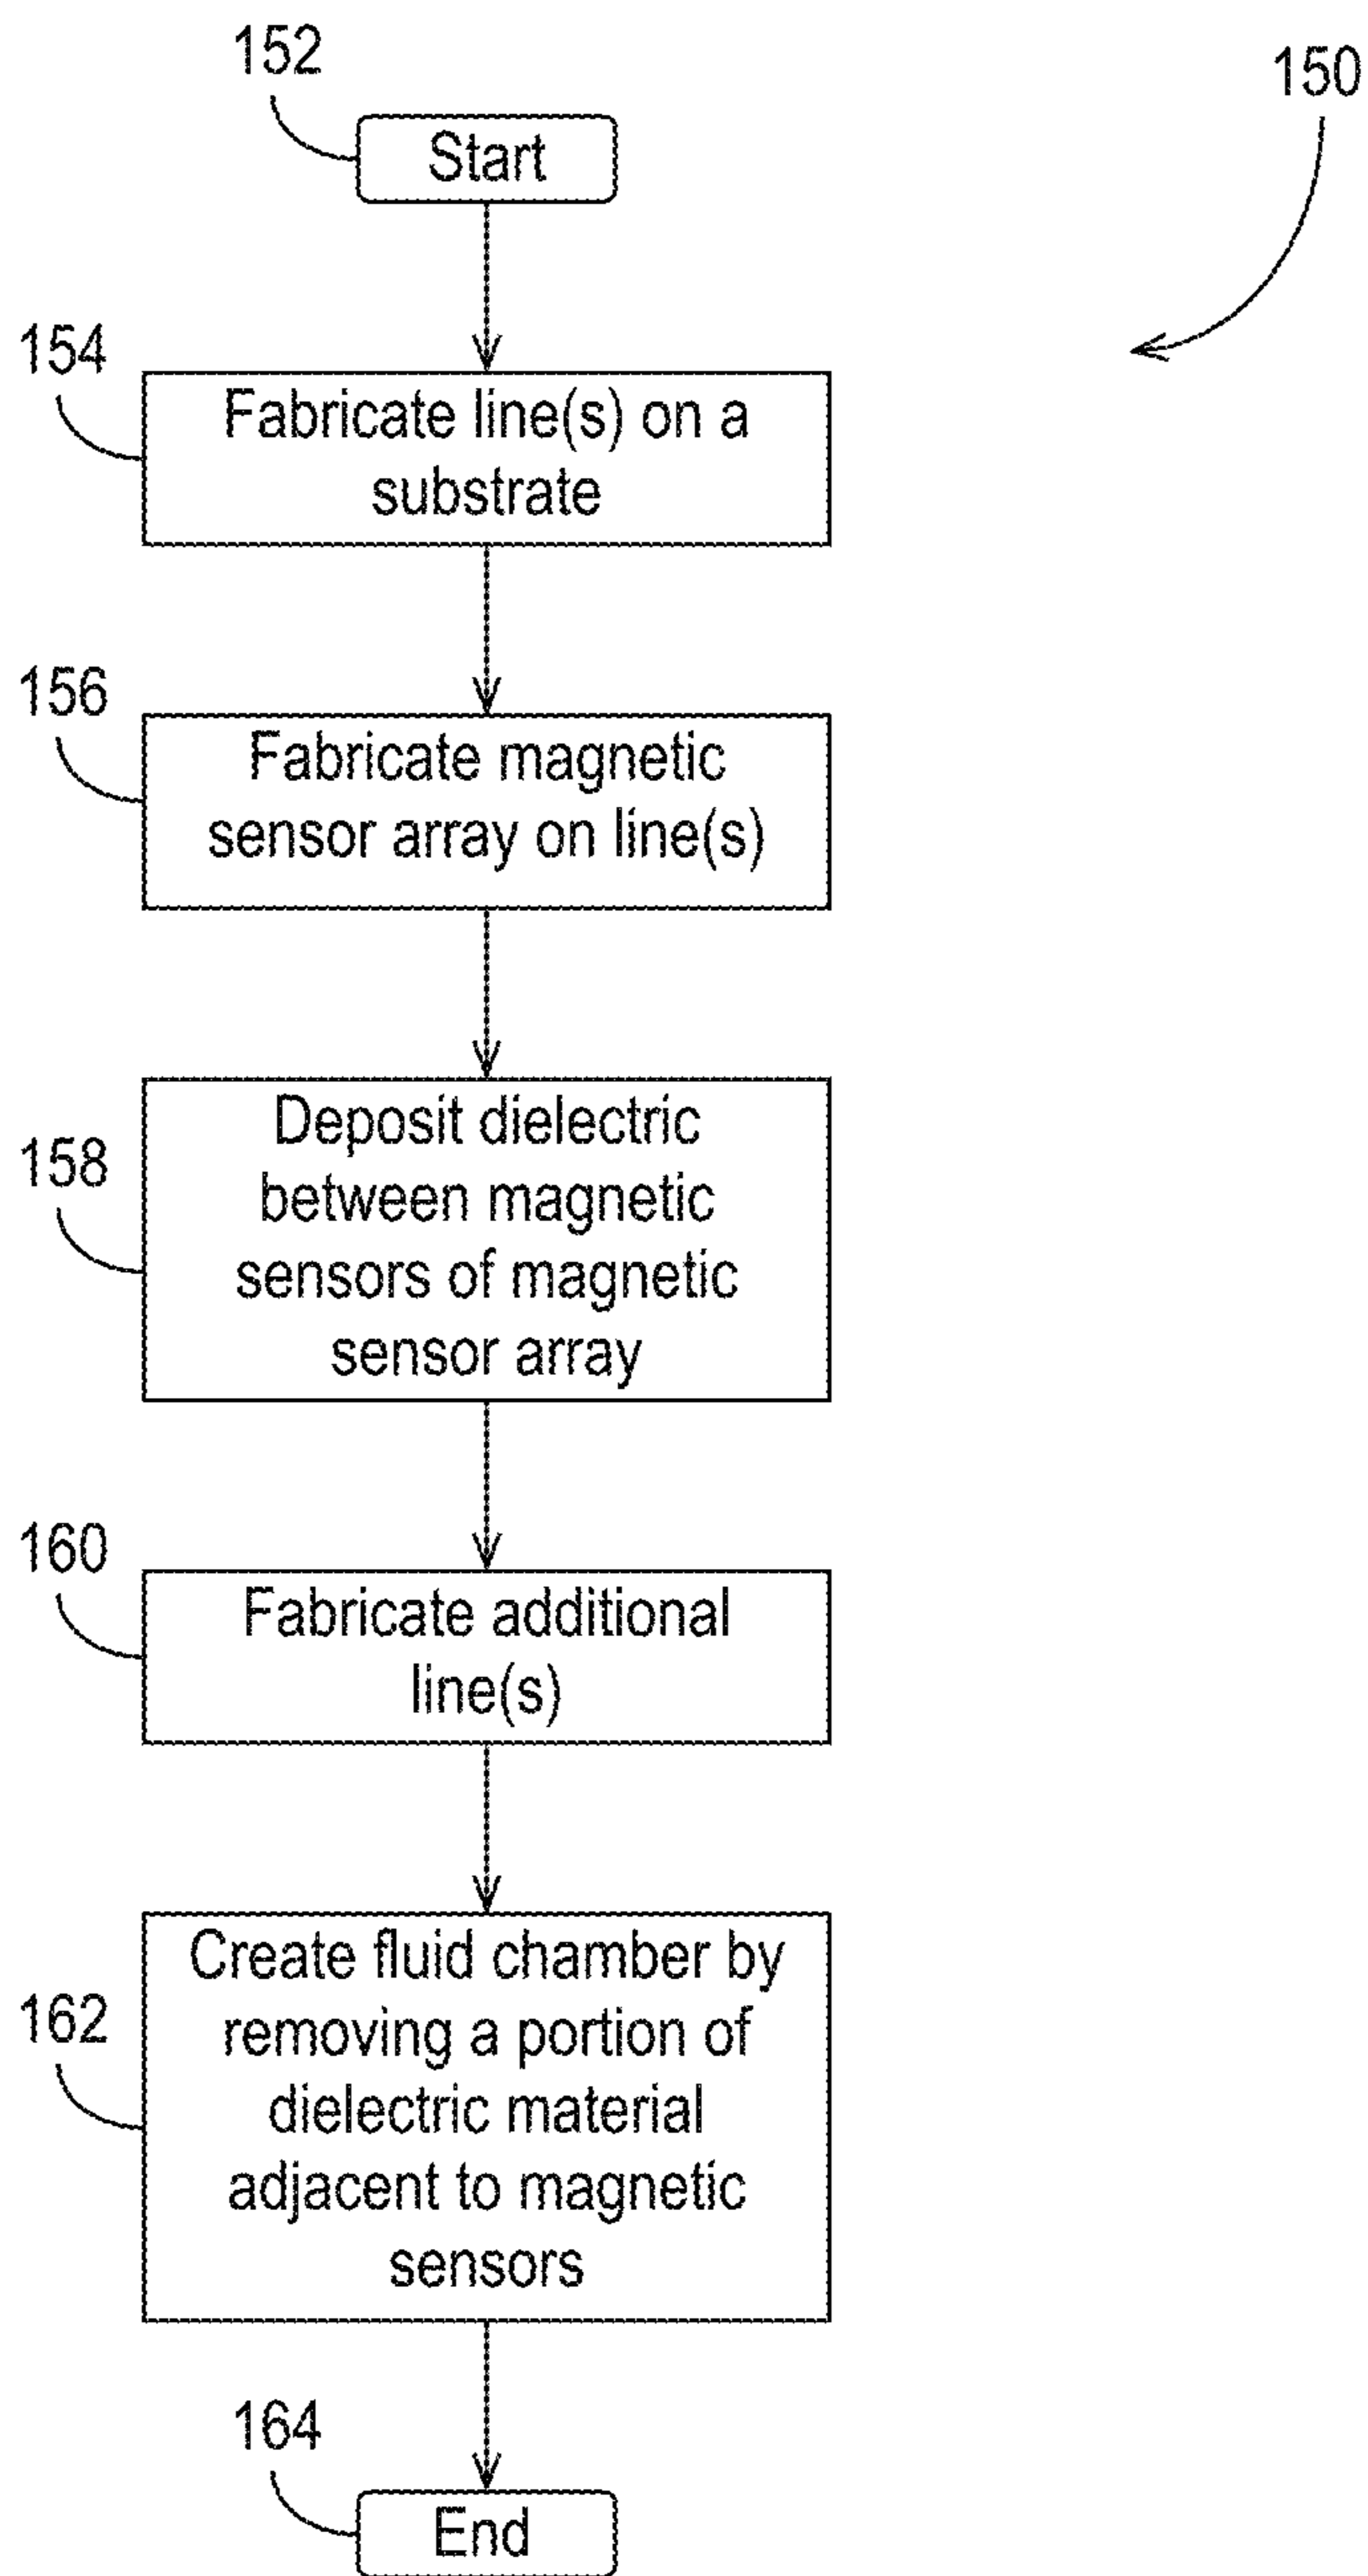 152
150
Start
154
Fabricate line(s) on a
substrate
156
Fabricate magnetic
sensor array on line(s)
158
Deposit dielectric
between magnetic
sensors of magnetic
sensor array
160
Fabricate additional
line(s)
162
Create fluid chamber by
removing a portion of
dielectric material
adjacent to magnetic
sensors
164
End